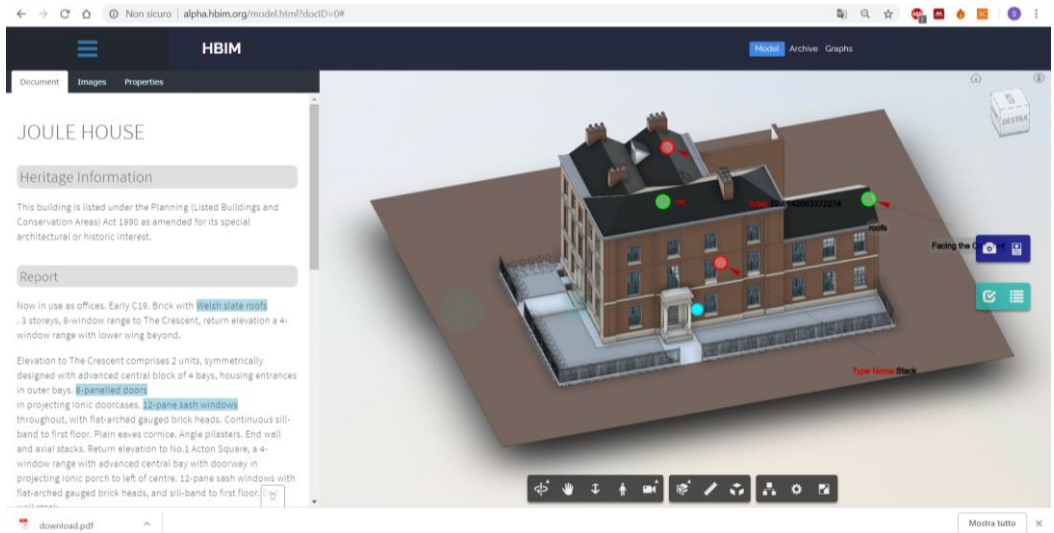 Non sicuro | alpha.hbim.org/model.html?docID=0#
HBIM
Model Archive Graphs
Document Images Properties
JOULE HOUSE
Heritage Information
This building is listed under the Planning (Listed Buildings and
Conservation Areas) Act 1990 as amended for its special
architectural or historic interest.
Report
Now in use as offices. Early C19. Brick with Welsh slate roofs
. 3 storeys, 8-window range to The Crescent, return elevation a 4-
window range with lower wing beyond.
Elevation to The Crescent comprises 2 units, symmetrically
designed with advanced central block of 4 bays, housing entrances
in outer bays. 6-panelled doors
in projecting Ionic doorcases. 12-pane sash windows
throughout, with flat-arched gauged brick heads. Continuous sill-
band to first floor. Plain eaves cornice. Angle pilasters. End wall
and axial stacks. Return elevation to No.1 Acton Square, a 4-
window range with advanced central bay with doorway in
projecting Ionic porch to left of centre. 12-pane sash windows with
flat-arched gauged brick heads, and sill-band to first floor.
DESTRA
Area:
roofs
Facing the
Type Name:Stack
download.pdf
Mostra tutto